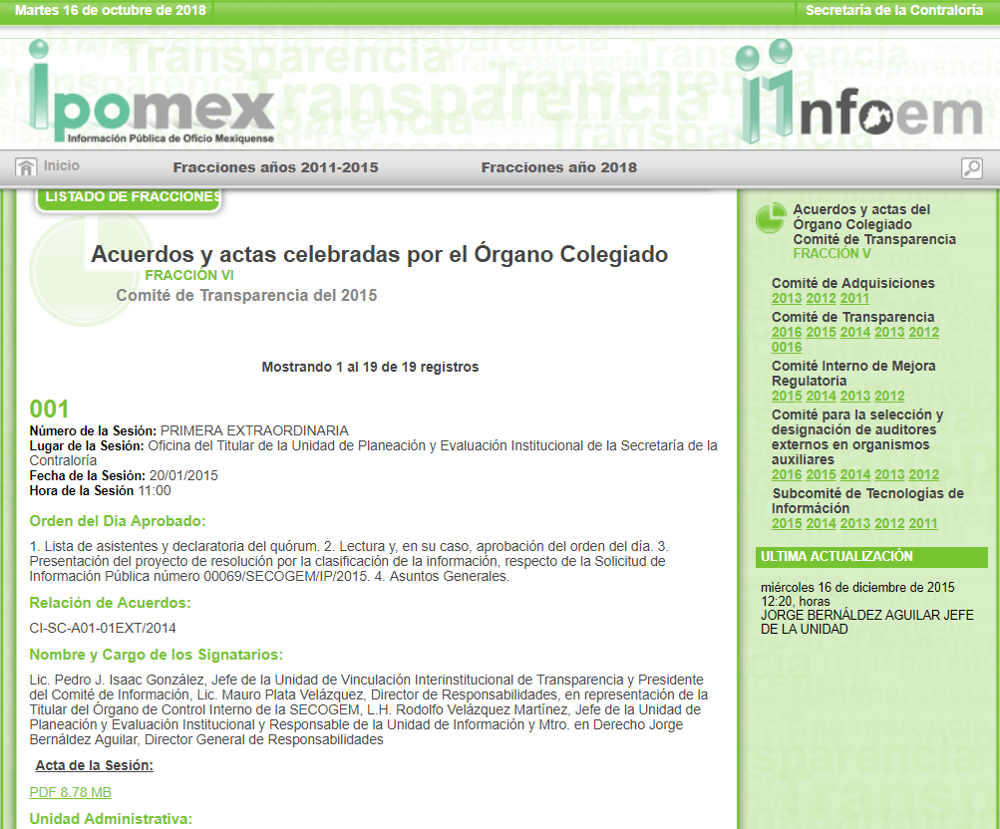 Martes 16 de octubre de 2018
Secretaría de la Contraloría
ipomex
Información Pública de Oficio Mexiquense
infoem
Inicio
Fracciones años 2011-2015
Fracciones año 2018
LISTADO DE FRACCIONES
Acuerdos y actas celebradas por el Órgano Colegiado
FRACCIÓN VI
Comité de Transparencia del 2015
Mostrando 1 al 19 de 19 registros
001
Número de la Sesión: PRIMERA EXTRAORDINARIA
Lugar de la Sesión: Oficina del Titular de la Unidad de Planeación y Evaluación Institucional de la Secretaría de la
Contraloría
Fecha de la Sesión: 20/01/2015
Hora de la Sesión 11:00
Orden del Día Aprobado:
1. Lista de asistentes y declaratoria del quórum. 2. Lectura y, en su caso, aprobación del orden del día. 3.
Presentación del proyecto de resolución por la clasificación de la información, respecto de la Solicitud de
Información Pública número 00069/SECOGEM/IP/2015. 4. Asuntos Generales.
Relación de Acuerdos:
CI-SC-A01-01EXT/2014
Nombre y Cargo de los Signatarios:
Lic. Pedro J. Isaac González, Jefe de la Unidad de Vinculación Interinstitucional de Transparencia y Presidente
del Comité de Información, Lic. Mauro Plata Velázquez, Director de Responsabilidades, en representación de la
Titular del Órgano de Control Interno de la SECOGEM, L.H. Rodolfo Velázquez Martínez, Jefe de la Unidad de
Planeación y Evaluación Institucional y Responsable de la Unidad de Información y Mtro. en Derecho Jorge
Bernáldez Aguilar, Director General de Responsabilidades
Acta de la Sesión:
PDF 8.78 MB
Unidad Administrativa:
Acuerdos y actas del
Órgano Colegiado
Comité de Transparencia
FRACCIÓN V
Comité de Adquisiciones
2013 2012 2011
Comité de Transparencia
2016 2015 2014 2013 2012
0016
Comité Interno de Mejora
Regulatoria
2015 2014 2013 2012
Comité para la selección y
designación de auditores
externos en organismos
auxiliares
2016 2015 2014 2013 2012
Subcomité de Tecnologías de
Információn
2015 2014 2013 2012 2011
ULTIMA ACTUALIZACIÓN
miércoles 16 de diciembre de 2015
12:20, horas
JORGE BERNÁLDEZ AGUILAR JEFE
DE LA UNIDAD